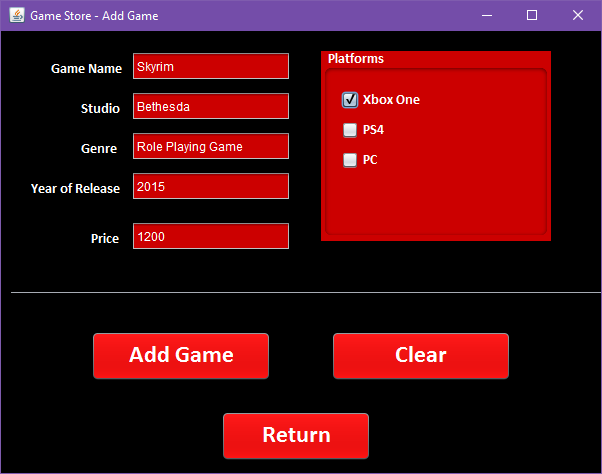 Game Store - Add Game
Game Name Skyrim
Studio Bethesda
Genre Role Playing Game
Year of Release 2015
Price 1200
Platforms
Xbox One
PS4
PC
Add Game Clear
Return